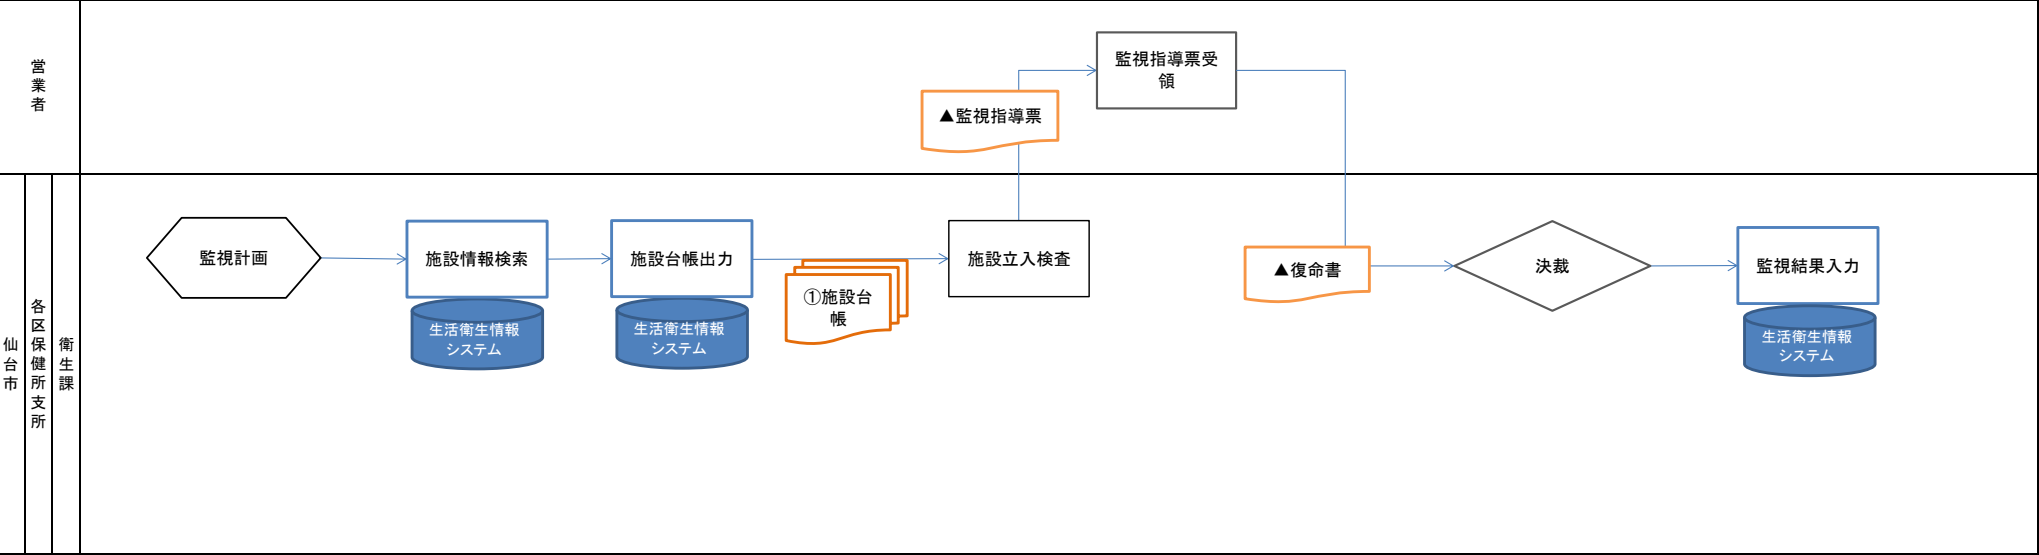 営業者
監視指導票受
領
▲監視指導票
仙台市
各区保健所支所
衛生課
監視計画
施設情報検索
生活衛生情報
システム
施設台帳出力
生活衛生情報
システム
①施設台
帳
施設立入検査
▲復命書
決裁
監視結果入力
生活衛生情報
システム